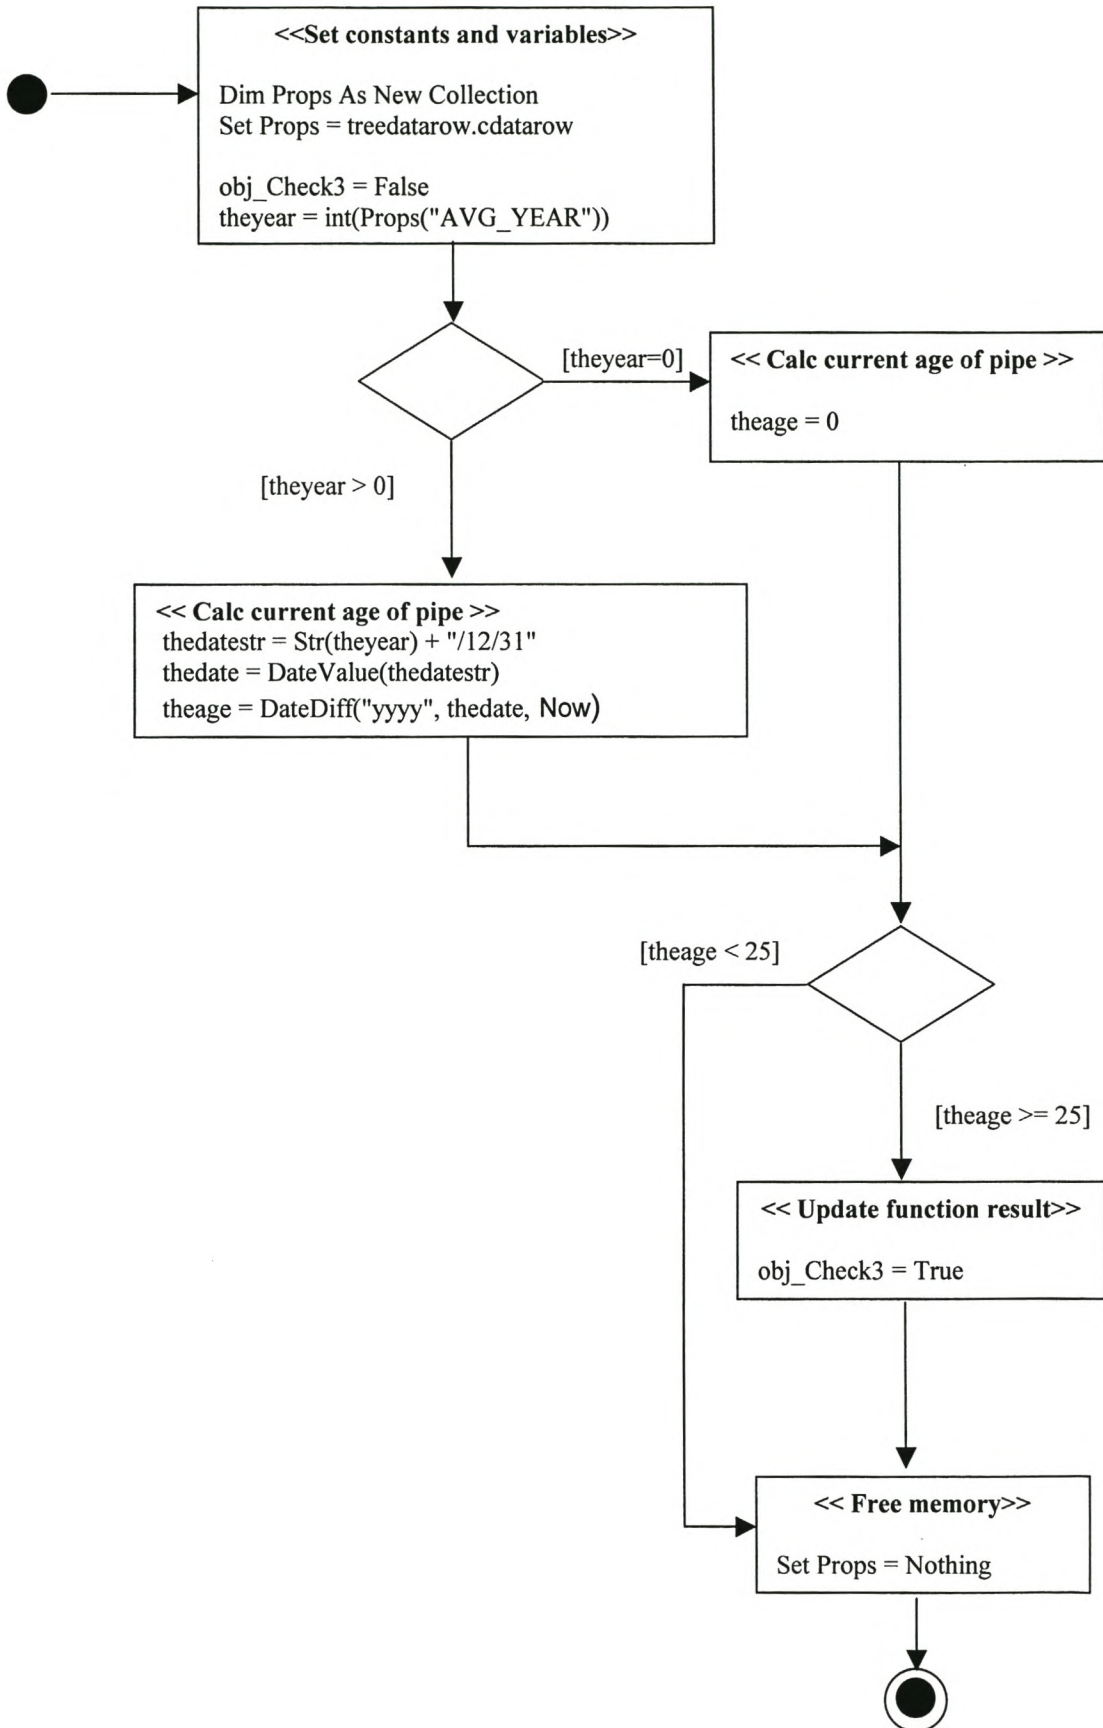 <<Set constants and variables>>
Dim Props As New Collection
Set Props = treedatarow.cdatarow
obj_Check3 = False
theyear = int(Props("AVG_YEAR"))
[theyear=0]
<< Calc current age of pipe >>
theage = 0
[theyear > 0]
<< Calc current age of pipe >>
thedatestr = Str(theyear) + "/12/31"
thedate = DateValue(thedatestr)
theage = DateDiff("yyyy", thedate, Now)
[theage < 25]
[theage >= 25]
<< Update function result>>
obj_Check3 = True
<< Free memory>>
Set Props = Nothing